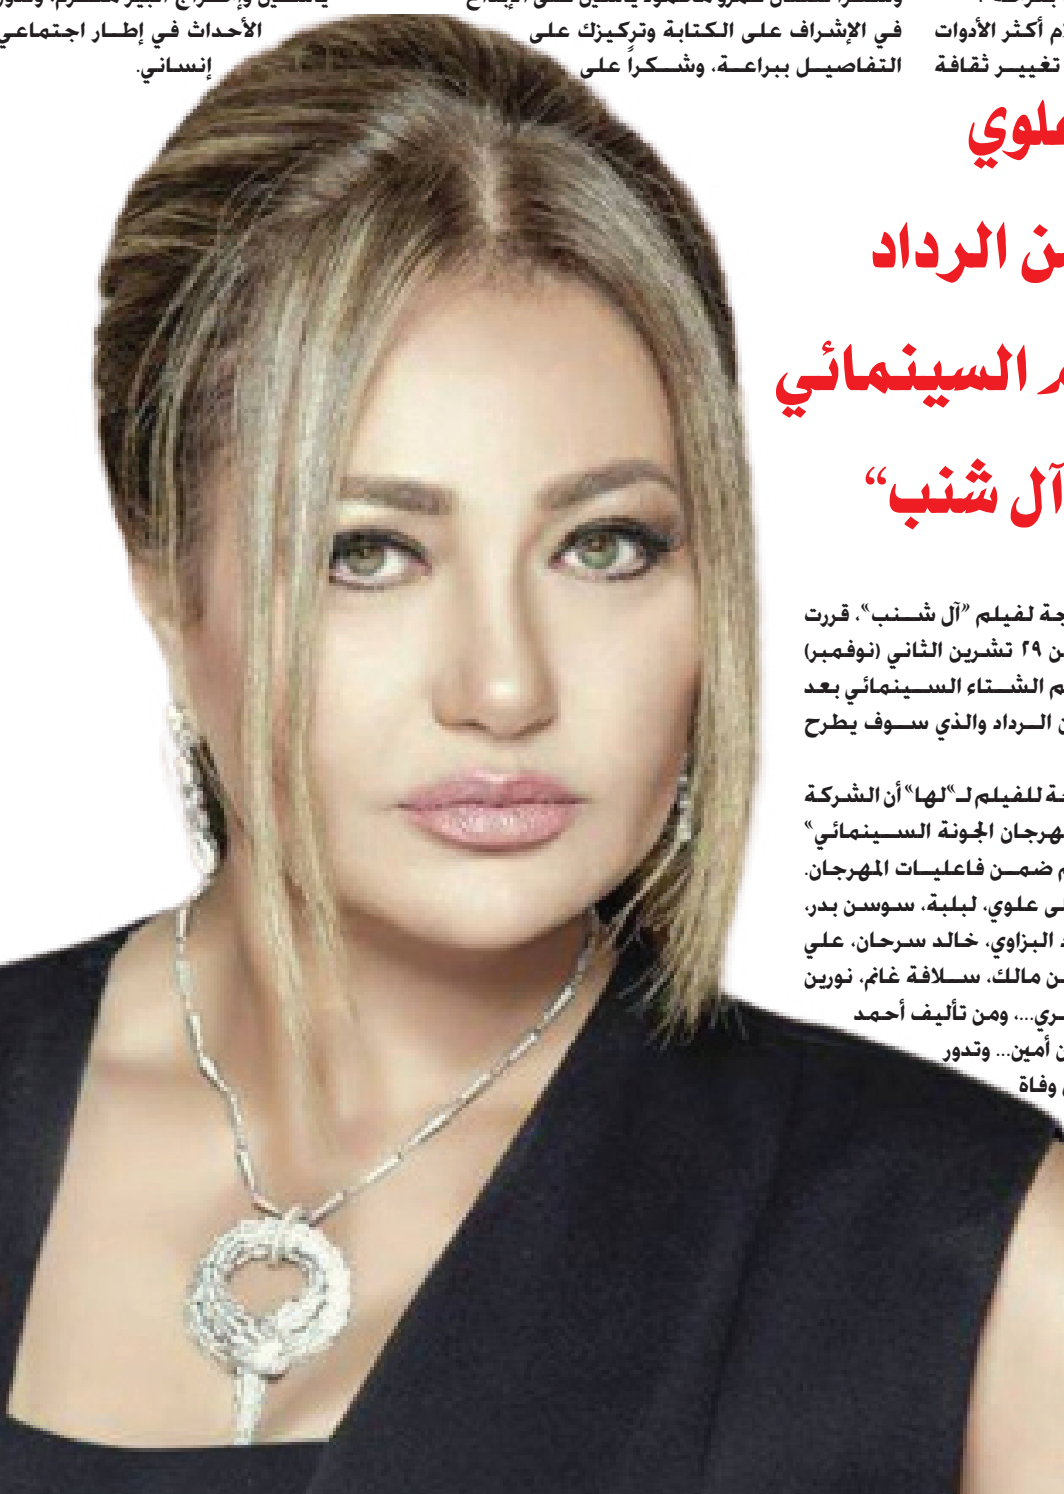 الأحداث في إطار اجتماعي
إنساني.
في الإشراف على الكتابة وتركيزك على
التفاصيل ببراعة، وشكراً على
أكثر الأدوات
تغيير ثقافة
علوي
الرداد
السينمائي
آل شنب“
لفيلم ”آل شنب“، قررت
٢٩ تشرين الثاني (نوفمبر)
الشتاء السينمائي بعد
الرداد والذي سوف يطرح
للفيلم لـ”لها“ أن الشركة
مهرجان الجونة السينمائي“
ضمن فاعليات المهرجان.
علوي، لبلبة، سوسن بدر،
البزاوي، خالد سرحان، علي
مالك، سلافة غانم، نورين
ومن تأليف أحمد
أمين... وتدور
وفاة